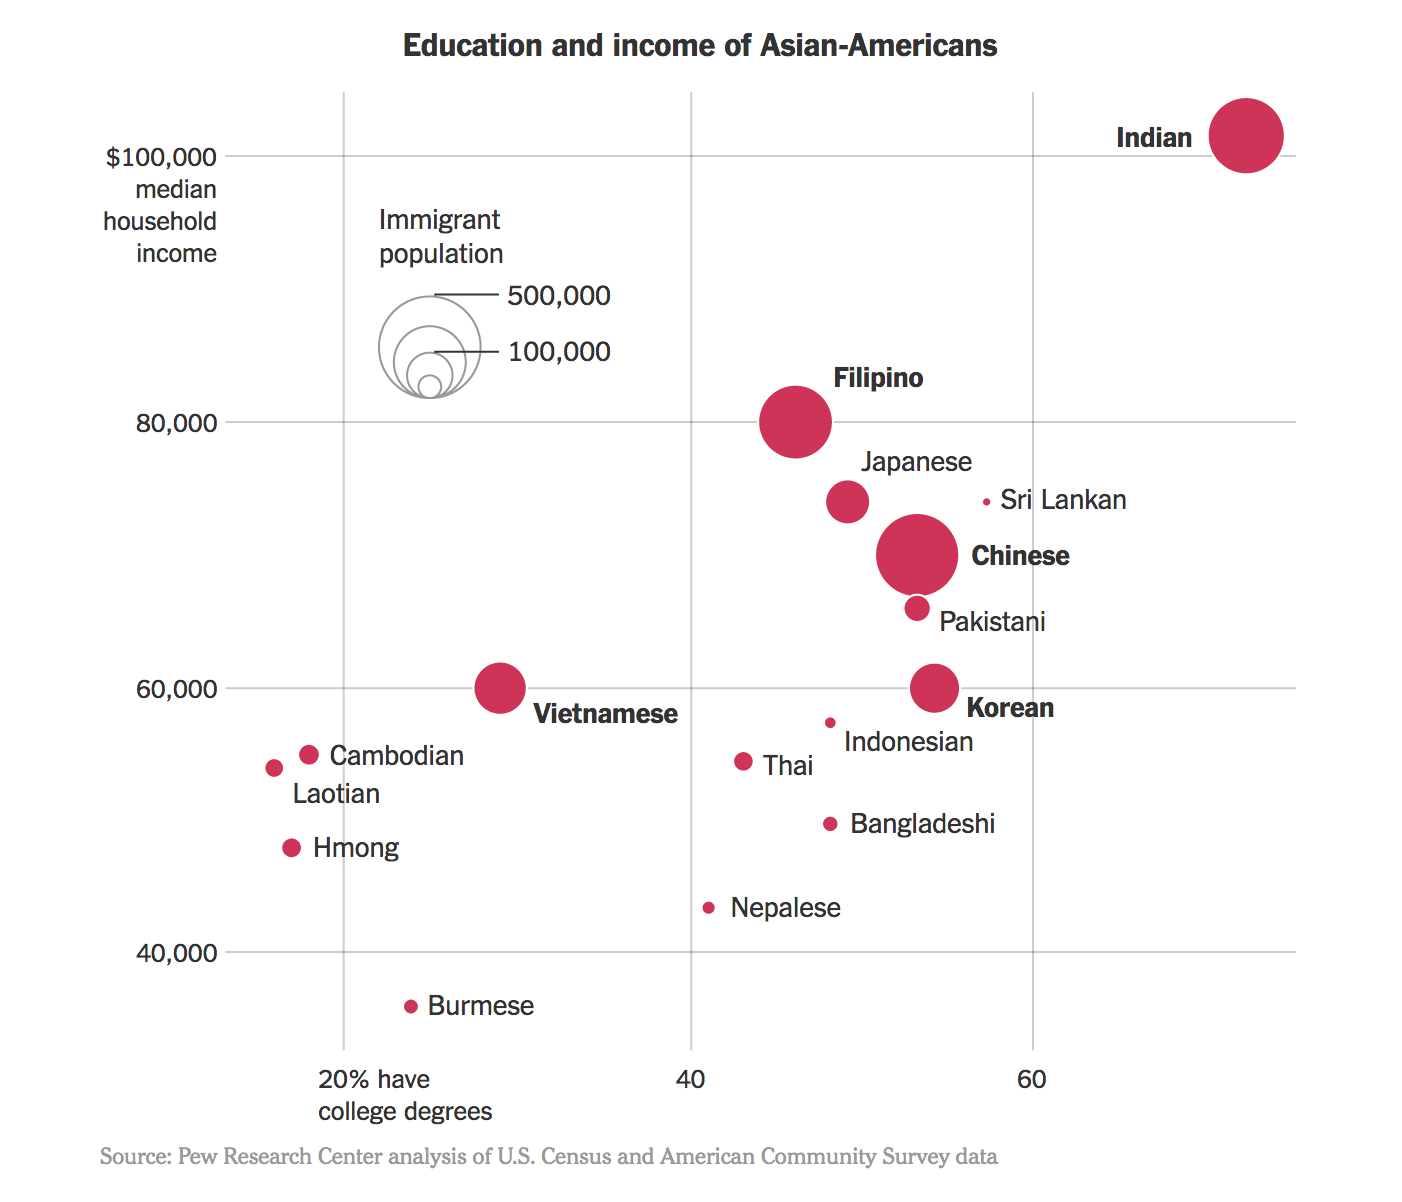 Education and income of Asian-Americans
Indian
$100,000
median
household
income
Immigrant
population
500,000
100,000
Filipino
80,000
Japanese
Sri Lankan
Chinese
Pakistani
60,000
Vietnamese
Korean
Indonesian
Cambodian
Thai
Laotian
Bangladeshi
Hmong
Nepalese
40,000
Burmese
20% have
college degrees
40
60
Source: Pew Research Center analysis of U.S. Census and American Community Survey data